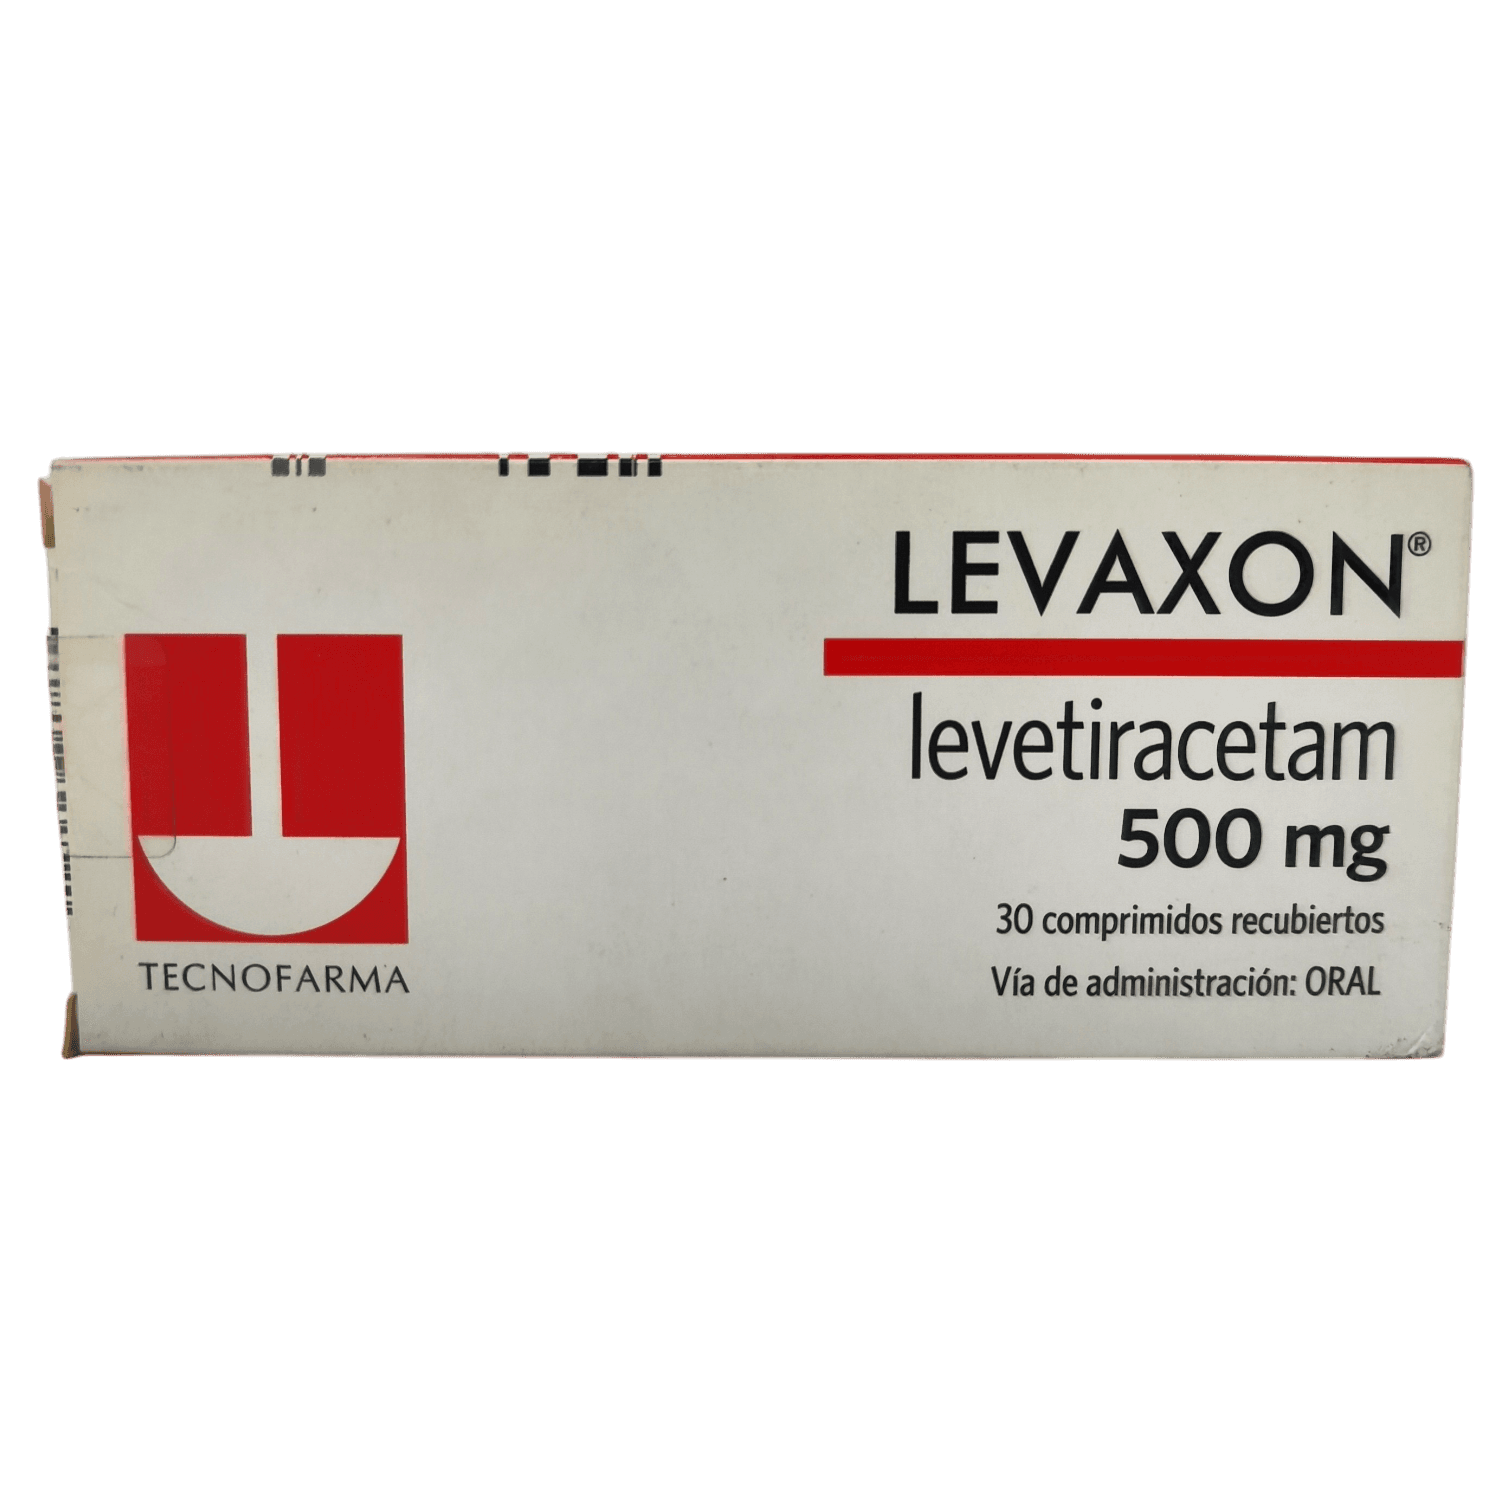 LEVAXON®
levetiracetam
500 mg
30 comprimidos recubiertos
Vía de administración: ORAL
TECNOFARMA